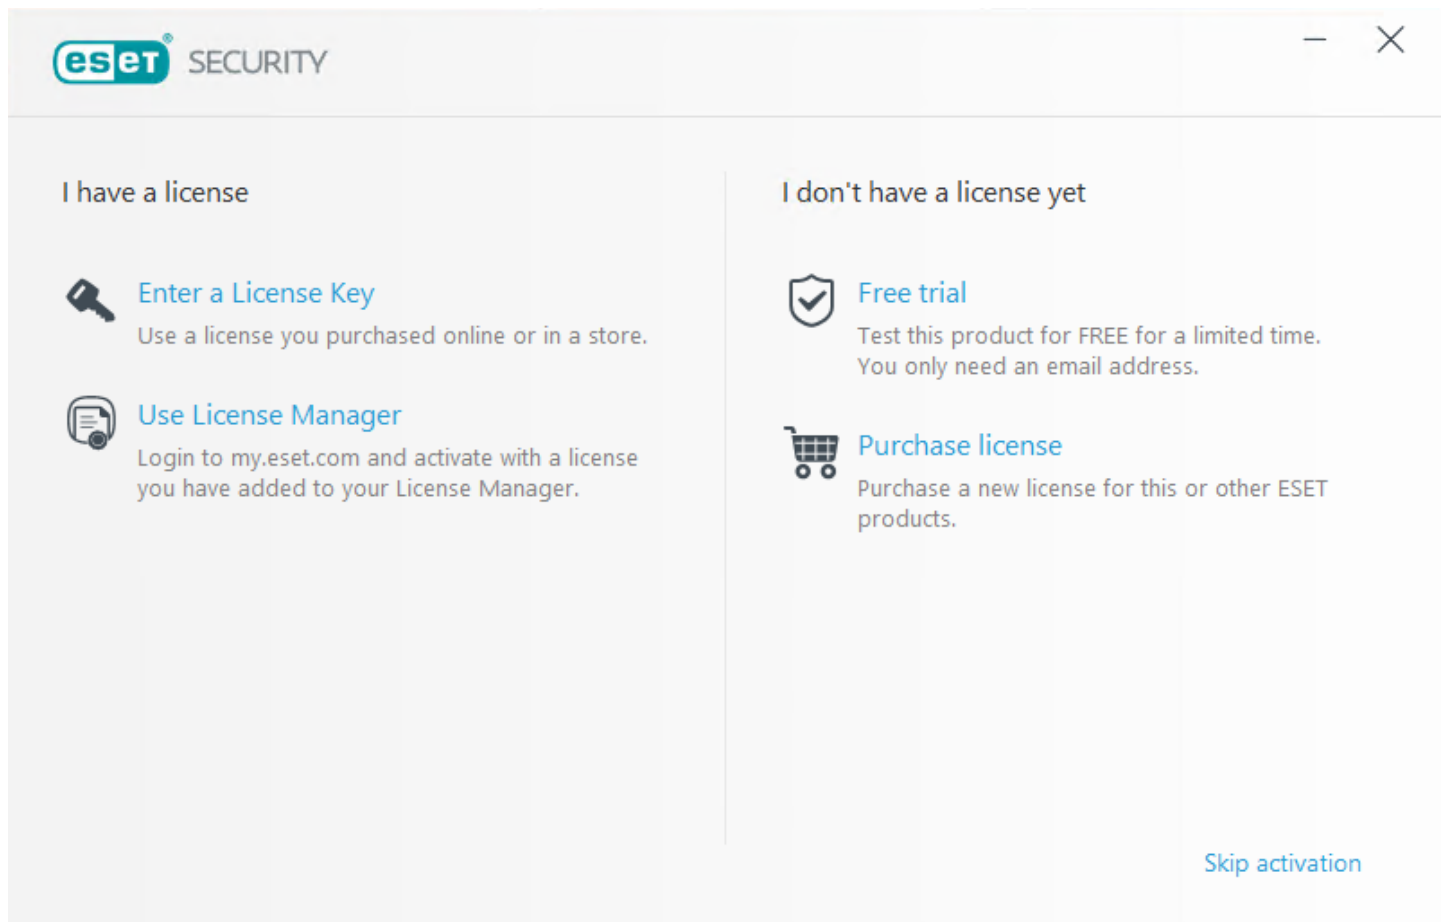 eset® SECURITY
I have a license
Enter a License Key
Use a license you purchased online or in a store.
Use License Manager
Login to my.eset.com and activate with a license
you have added to your License Manager.
I don't have a license yet
Free trial
Test this product for FREE for a limited time.
You only need an email address.
Purchase license
Purchase a new license for this or other ESET
products.
Skip activation